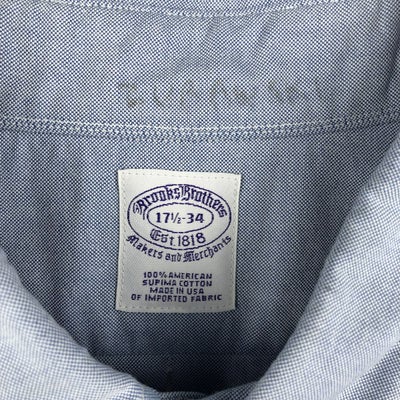 Brooks Brothers
17½-34
Est. 1818
Makers and Merchants
100% AMERICAN
SUPIMA COTTON
MADE IN USA
OF IMPORTED FABRIC